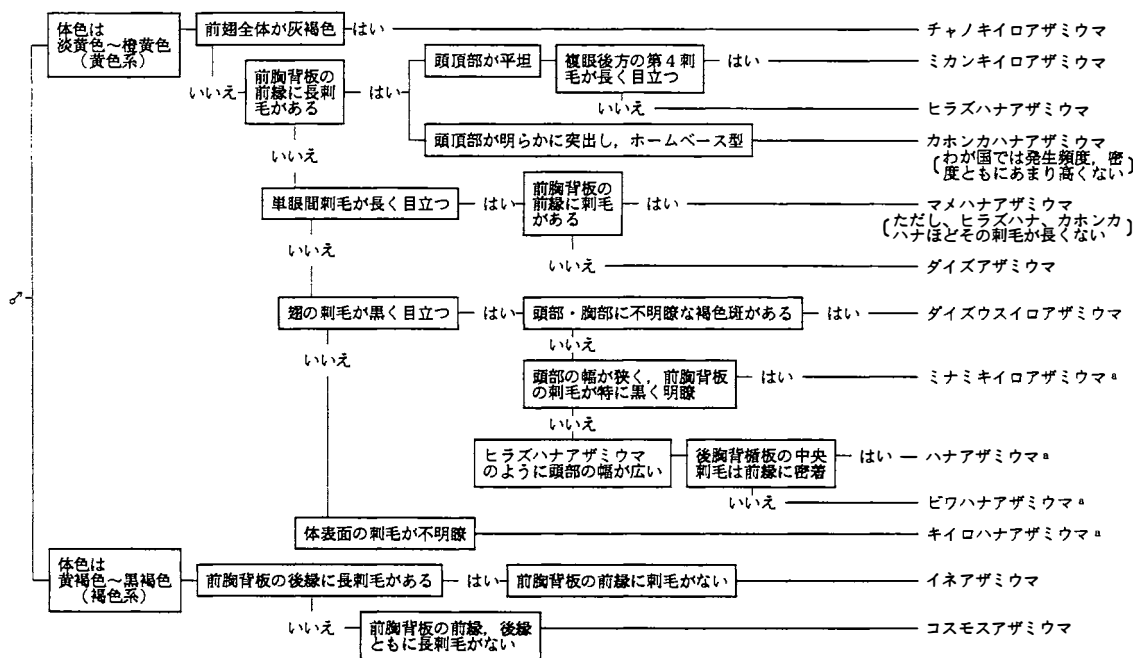 体色は
淡黄色～橙黄色
（黄色系）
前翅全体が灰褐色
はい
チャノキイロアザミウマ
いいえ
前胸背板の
前縁に長刺
毛がある
はい
頭頂部が平坦
複眼後方の第４刺
毛が長く目立つ
はい
ミカンキイロアザミウマ
いいえ
ヒラズハナアザミウマ
頭頂部が明らかに突出し，ホームベース型
カホンカハナアザミウマ
（わが国では発生頻度，密
度ともにあまり高くない）
いいえ
単眼間刺毛が長く目立つ
はい
前胸背板の
前縁に刺毛
がある
はい
マメハナアザミウマ
（ただし、ヒラズハナ、カホンカ
ハナほどその刺毛が長くない）
いいえ
ダイズアザミウマ
いいえ
♂
翅の刺毛が黒く目立つ
はい
頭部・胸部に不明瞭な褐色斑がある
はい
ダイズウスイロアザミウマ
いいえ
いいえ
頭部の幅が狭く，前胸背板
の刺毛が特に黒く明瞭
はい
ミナミキイロアザミウマ a
いいえ
ヒラズハナアザミウマ
のように頭部の幅が広い
後胸背楯板の中央
刺毛は前縁に密着
はい
ハナアザミウマ a
いいえ
ビワハナアザミウマ a
体表面の刺毛が不明瞭
キイロハナアザミウマ a
体色は
黄褐色～黒褐色
（褐色系）
前胸背板の後縁に長刺毛がある
はい
前胸背板の前縁に刺毛がない
イネアザミウマ
いいえ
前胸背板の前縁，後縁
ともに長刺毛がない
コスモスアザミウマ